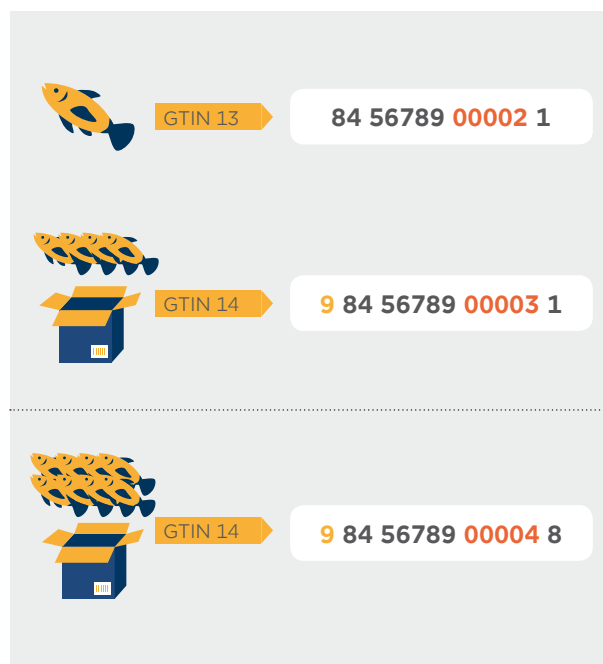 GTIN 13 84 56789 00002 1
GTIN 14 9 84 56789 00003 1
GTIN 14 9 84 56789 00004 8